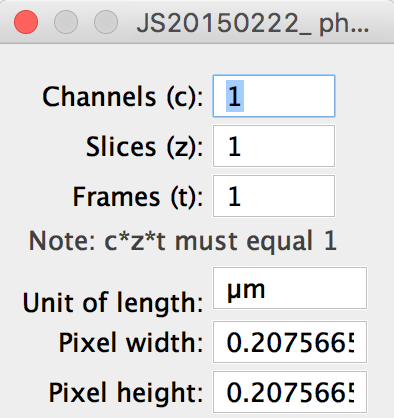 JS20150222_ ph...
Channels (c): 1
Slices (z): 1
Frames (t): 1
Note: c*z*t must equal 1
Unit of length: µm
Pixel width: 0.2075665
Pixel height: 0.2075665